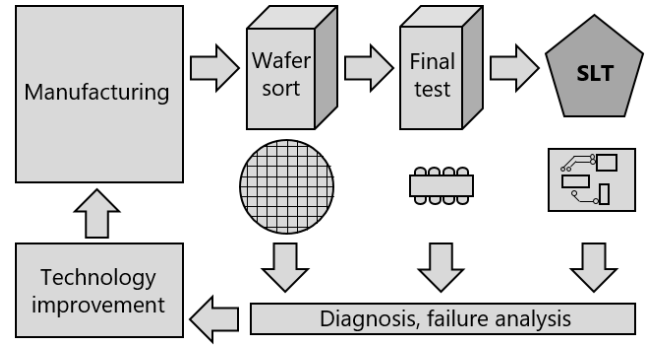 Manufacturing
Wafer
sort
Final
test
SLT
Technology
improvement
Diagnosis, failure analysis